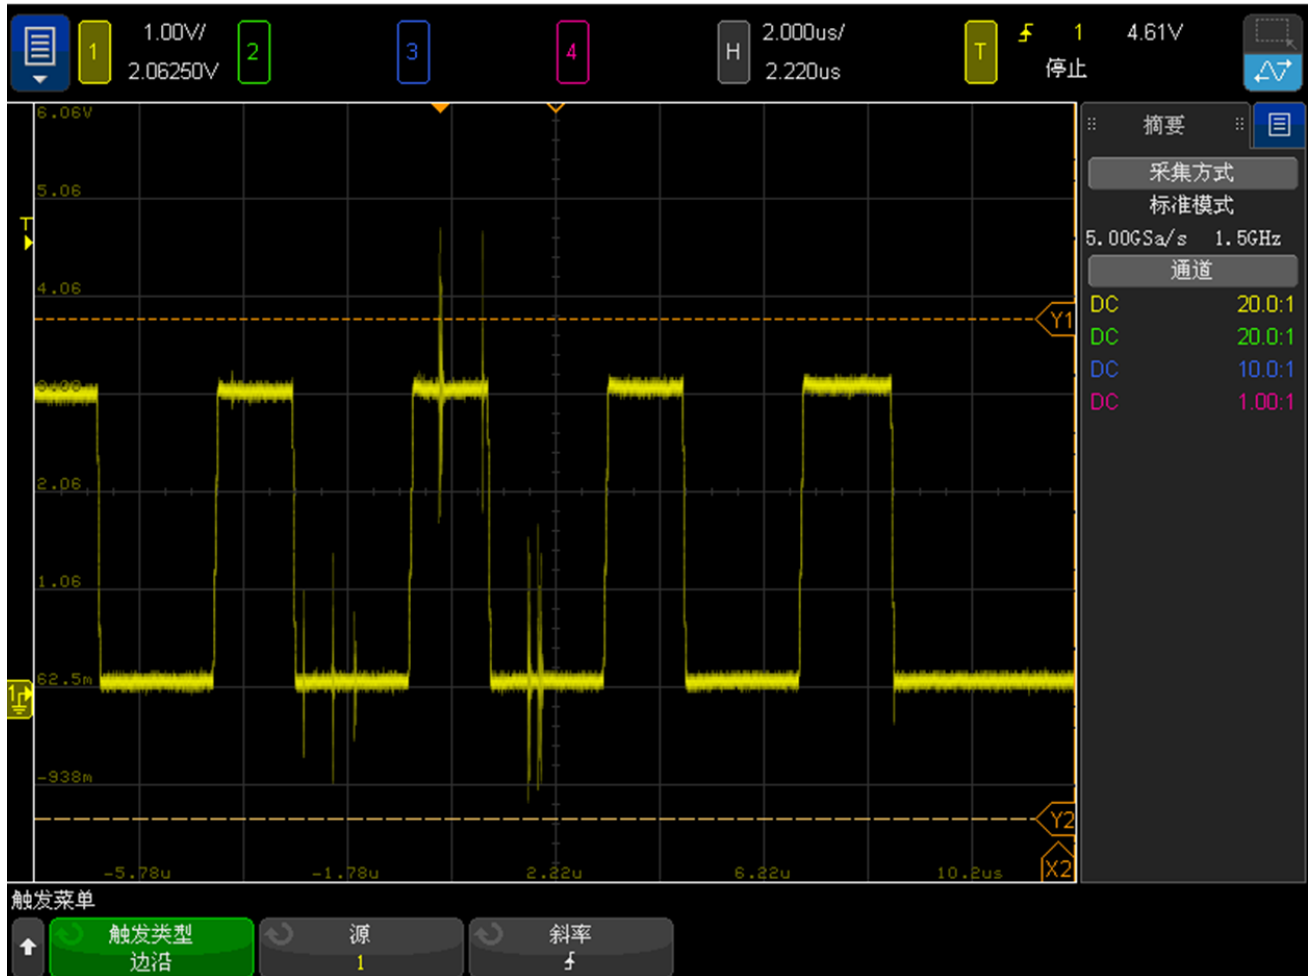 1 1.00V/ 2 3 4 H 2.000us/ T 1 4.61V
2.06250V 2.220us 停止
6.06V
5.06
4.06
2.06
1.06
62.5m
-938m
-5.78u -1.78u 2.22u 6.22u 10.2us
T
1
Y1
Y2
X2
摘要
采集方式
标准模式
5.00GSa/s 1.5GHz
通道
DC 20.0:1
DC 20.0:1
DC 10.0:1
DC 1.00:1
触发菜单
触发类型 源 斜率
边沿 1